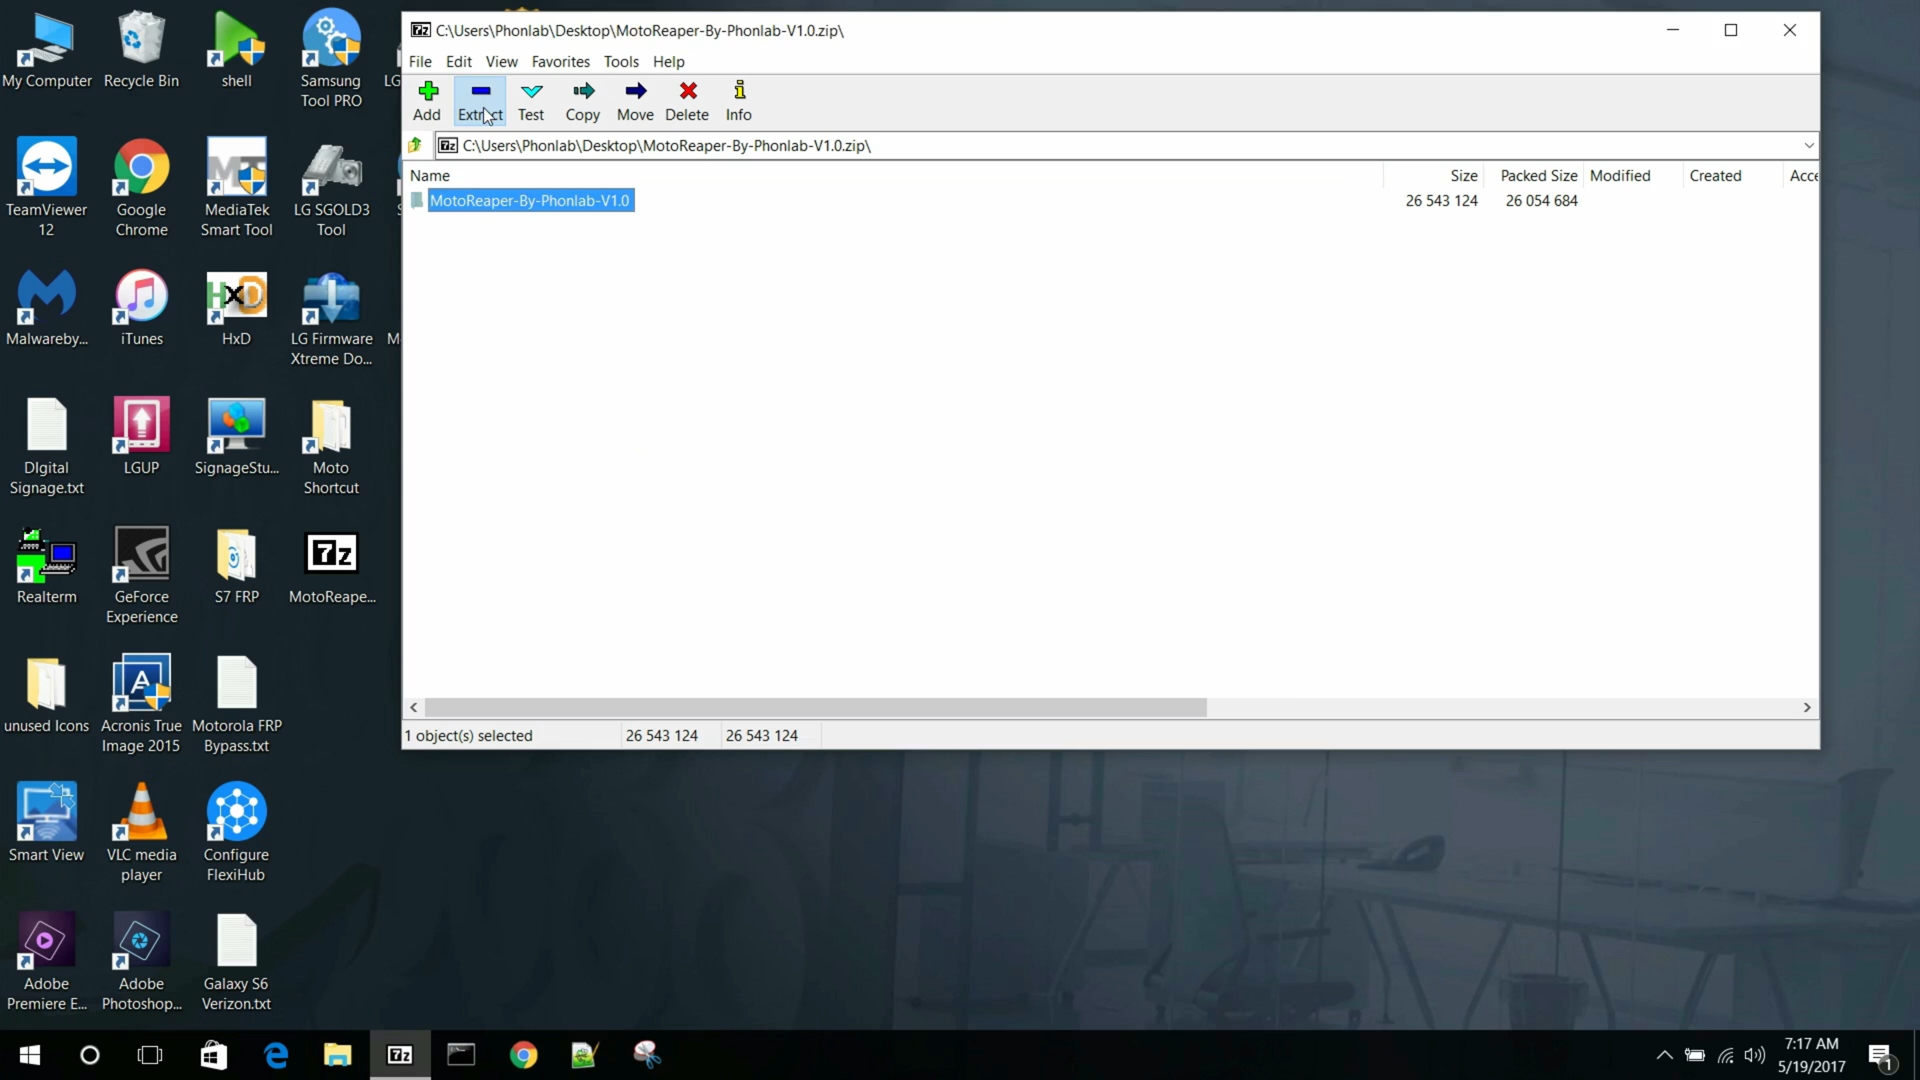 My Computer
Recycle Bin
shell
Samsung
Tool PRO
LG
TeamViewer
12
Google
Chrome
MediaTek
Smart Tool
LG SGOLD3
Tool
Malwareby...
iTunes
HxD
LG Firmware
Xtreme Do...
DIgital
Signage.txt
LGUP
SignageStu...
Moto
Shortcut
Realterm
GeForce
Experience
S7 FRP
7z
MotoReape...
unused Icons
Acronis True
Image 2015
Motorola FRP
Bypass.txt
Smart View
VLC media
player
Configure
FlexiHub
Adobe
Premiere E...
Adobe
Photoshop...
Galaxy S6
Verizon.txt
7z C:\Users\Phonlab\Desktop\MotoReaper-By-Phonlab-V1.0.zip\
File Edit View Favorites Tools Help
Add Extract Test Copy Move Delete Info
7z C:\Users\Phonlab\Desktop\MotoReaper-By-Phonlab-V1.0.zip\
Name Size Packed Size Modified Created Acce
MotoReaper-By-Phonlab-V1.0 26 543 124 26 054 684
1 object(s) selected 26 543 124 26 543 124
7z
7:17 AM
5/19/2017
1